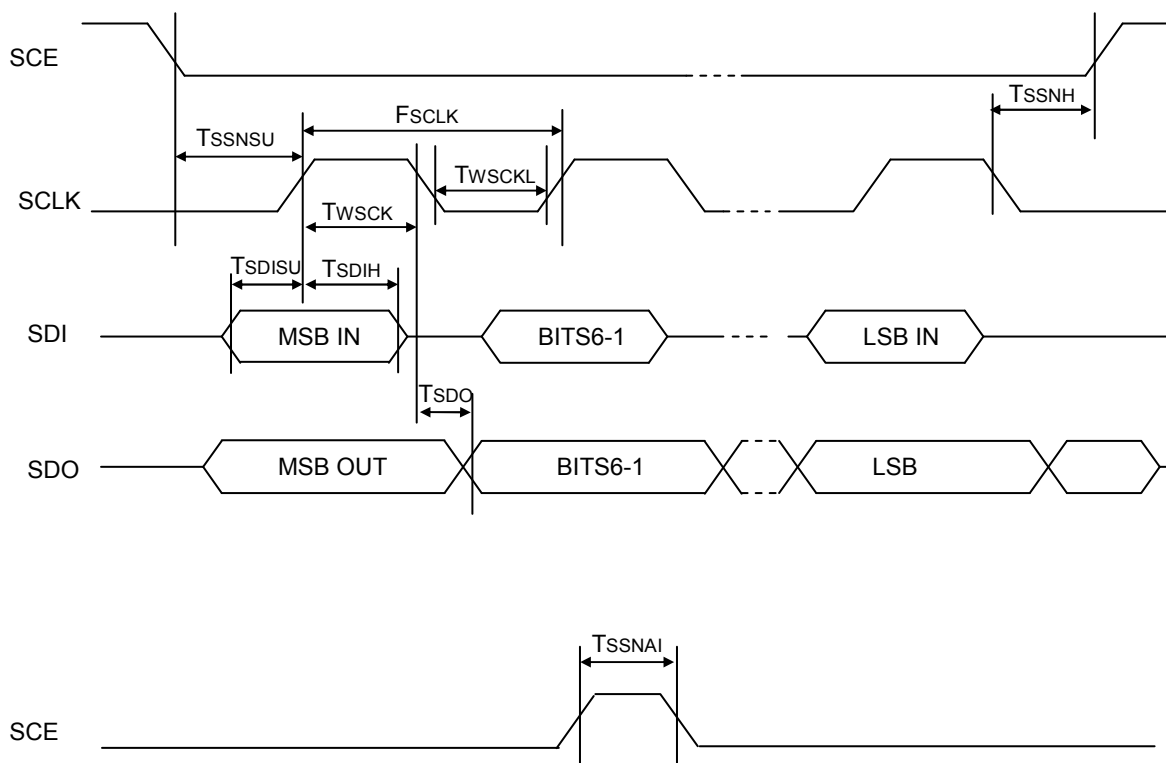 SCE
TSSNH
FSCLK
TSSNSU
TWSCKL
SCLK
TWSCK
TSDISU TSDIH
SDI MSB IN BITS6-1 LSB IN
TSDO
SDO MSB OUT BITS6-1 LSB
TSSNAI
SCE